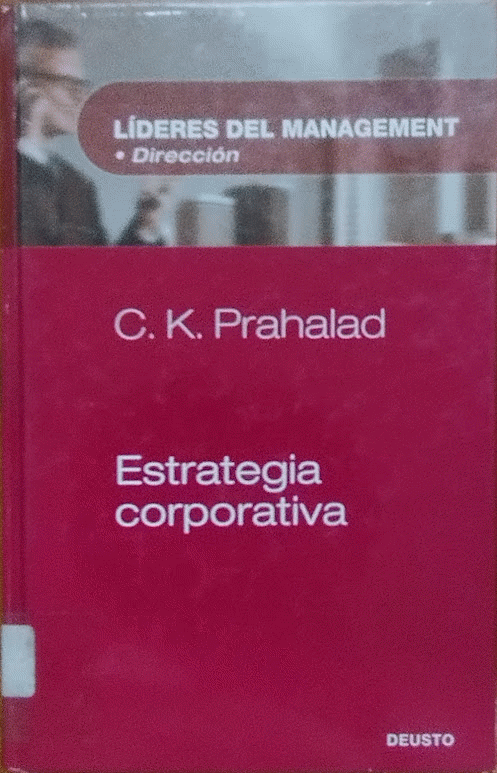 LÍDERES DEL MANAGEMENT
• Dirección
C. K. Prahalad
Estrategia
corporativa
DEUSTO